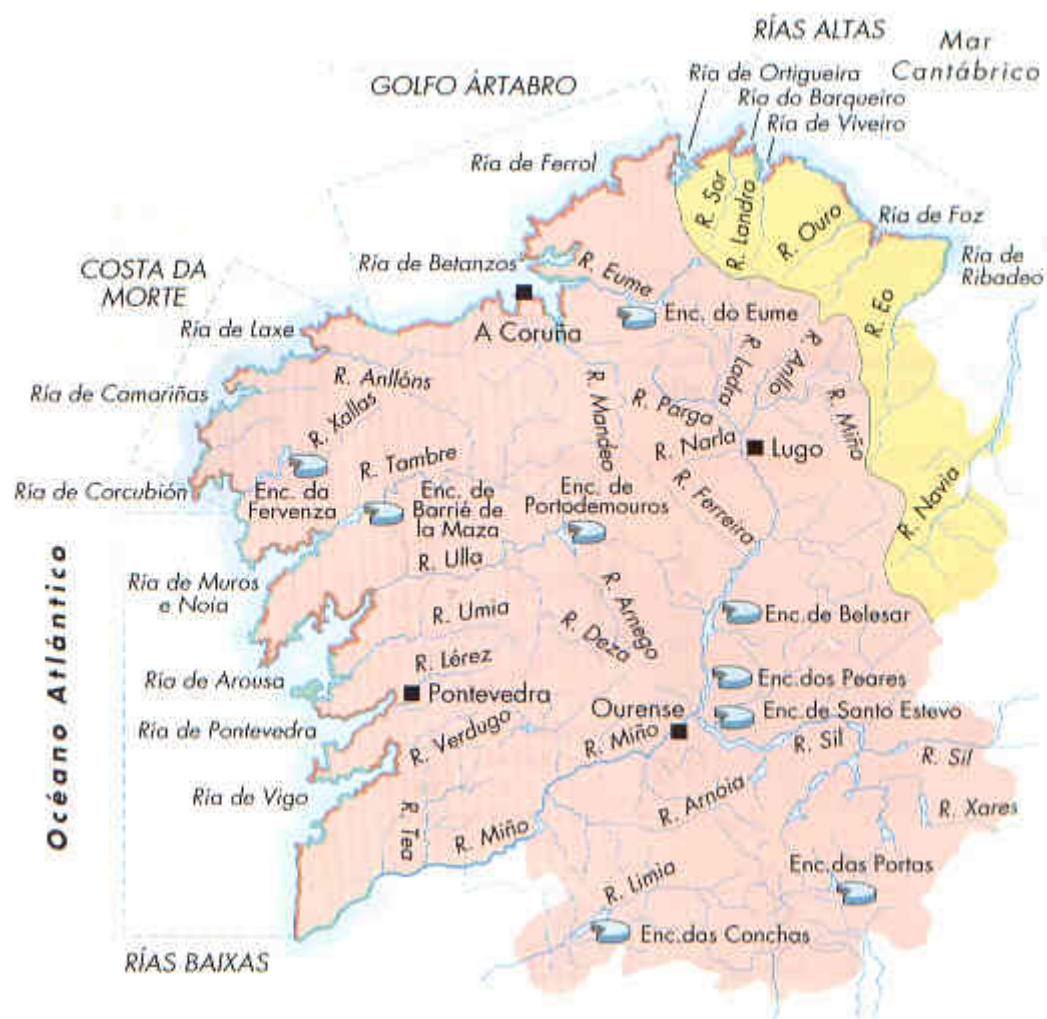 RÍAS ALTAS
Mar
Cantábrico
GOLFO ÁRTABRO
Ría de Ortigueira
Ría do Barqueiro
Ría de Viveiro
Ría de Ferrol
R. Sor
R. Landro
R. Ouro
Ría de Foz
Ría de
Ribadeo
Ría de Betanzos
R. Eume
COSTA DA
MORTE
A Coruña
Enc. do Eume
R. Eo
Ría de Laxe
R. Ladra
R. Anllo
R. Anllóns
R. Mandeo
R. Parga
R. Miño
Ría de Camariñas
R. Xallas
R. Narla
Lugo
R. Tambre
Ría de Corcubión
Enc. da
Fervenza
Enc. de
Barrié de
la Maza
Enc. de
Portodemouros
R. Ferreira
R. Navia
Océano Atlántico
R. Ulla
Ría de Muros
e Noia
R. Umia
R. Arnego
R. Deza
Enc.de Belesar
R. Lérez
Ría de Arousa
Pontevedra
Enc.dos Peares
Ourense
Enc.de Santo Estevo
Ría de Pontevedra
R. Verdugo
R. Miño
R. Sil
R. Sil
Ría de Vigo
R. Arnoia
R. Xares
R. Tea
R. Miño
Enc.das Portas
R. Limia
Enc.das Conchas
RÍAS BAIXAS